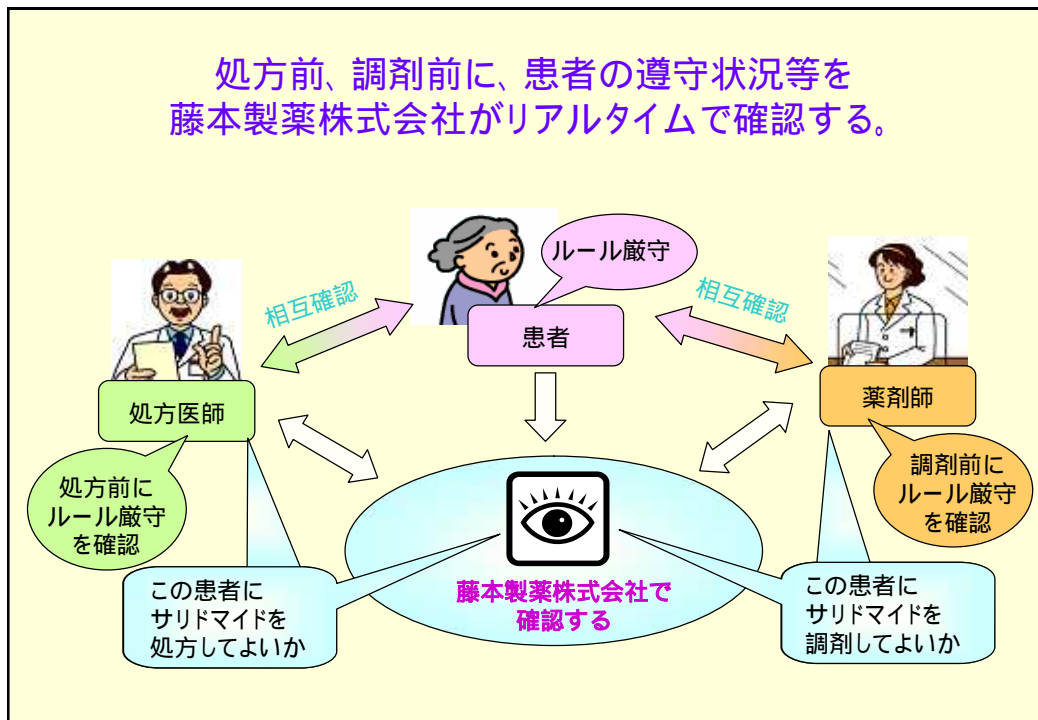 処方前、調剤前に、患者の遵守状況等を
藤本製薬株式会社がリアルタイムで確認する。
ルール厳守
相互確認
相互確認
患者
処方医師
薬剤師
処方前に
ルール厳守
を確認
調剤前に
ルール厳守
を確認
この患者に
サリドマイドを
処方してよいか
藤本製薬株式会社で
確認する
この患者に
サリドマイドを
調剤してよいか